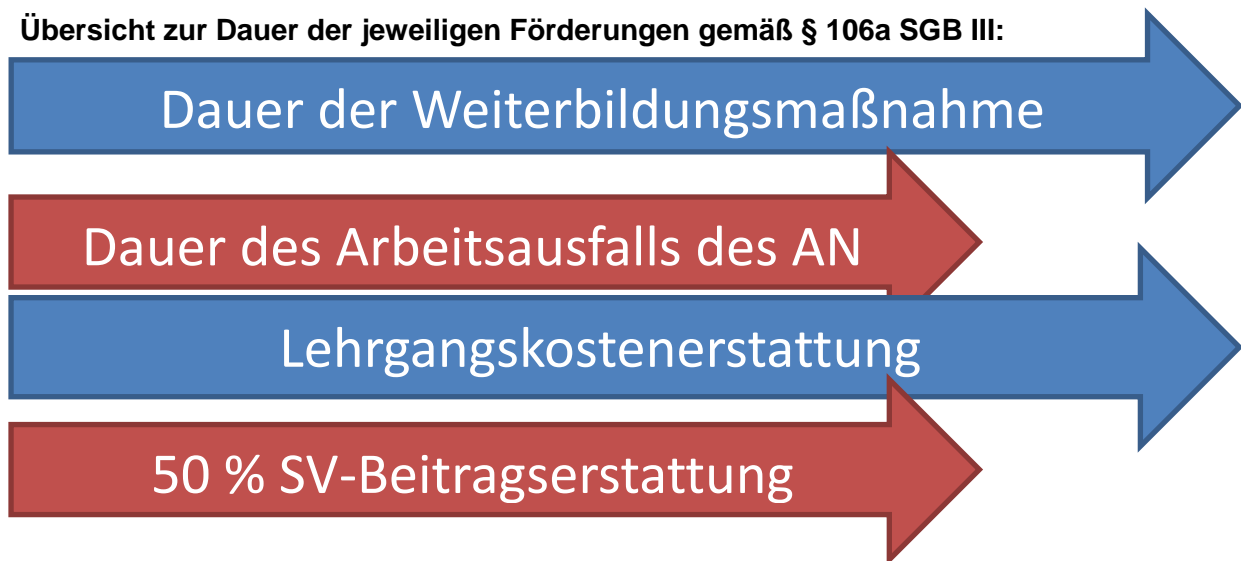 Übersicht zur Dauer der jeweiligen Förderungen gemäß § 106a SGB III:
Dauer der Weiterbildungsmaßnahme
Dauer des Arbeitsausfalls des AN
Lehrgangskostenerstattung
50 % SV-Beitragserstattung